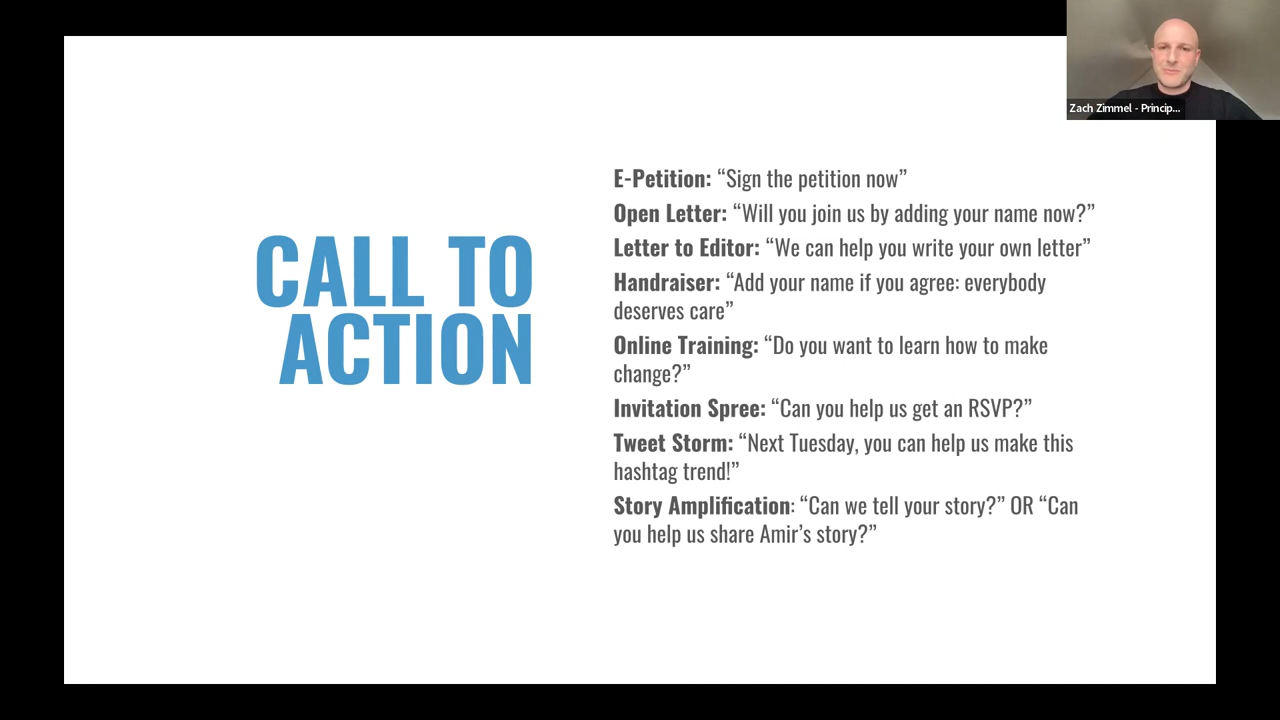 Zach Zimmel - Princip...
CALL TO
ACTION
E-Petition: “Sign the petition now”
Open Letter: “Will you join us by adding your name now?”
Letter to Editor: “We can help you write your own letter”
Handraiser: “Add your name if you agree: everybody
deserves care”
Online Training: “Do you want to learn how to make
change?”
Invitation Spree: “Can you help us get an RSVP?”
Tweet Storm: “Next Tuesday, you can help us make this
hashtag trend!”
Story Amplification: “Can we tell your story?” OR “Can
you help us share Amir’s story?”